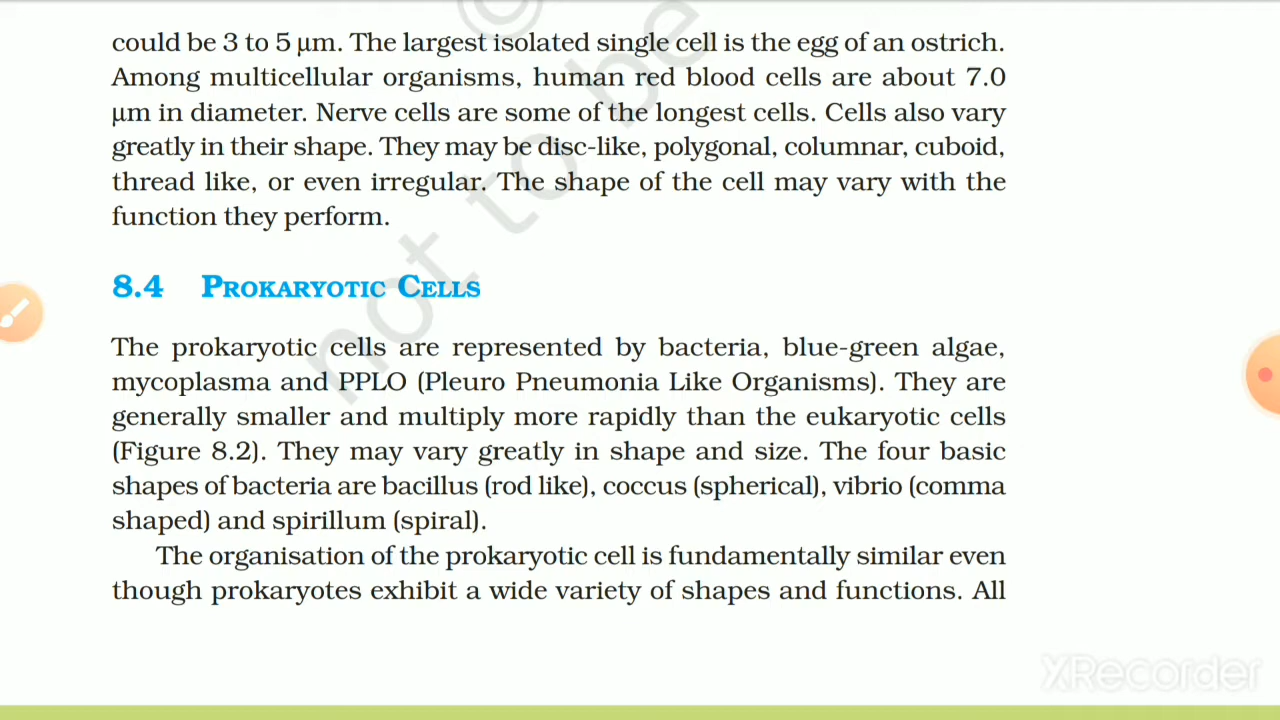 could be 3 to 5 µm. The largest isolated single cell is the egg of an ostrich.
Among multicellular organisms, human red blood cells are about 7.0
µm in diameter. Nerve cells are some of the longest cells. Cells also vary
greatly in their shape. They may be disc-like, polygonal, columnar, cuboid,
thread like, or even irregular. The shape of the cell may vary with the
function they perform.
8.4 PROKARYOTIC CELLS
The prokaryotic cells are represented by bacteria, blue-green algae,
mycoplasma and PPLO (Pleuro Pneumonia Like Organisms). They are
generally smaller and multiply more rapidly than the eukaryotic cells
(Figure 8.2). They may vary greatly in shape and size. The four basic
shapes of bacteria are bacillus (rod like), coccus (spherical), vibrio (comma
shaped) and spirillum (spiral).
The organisation of the prokaryotic cell is fundamentally similar even
though prokaryotes exhibit a wide variety of shapes and functions. All
not to be
©
XRecorder